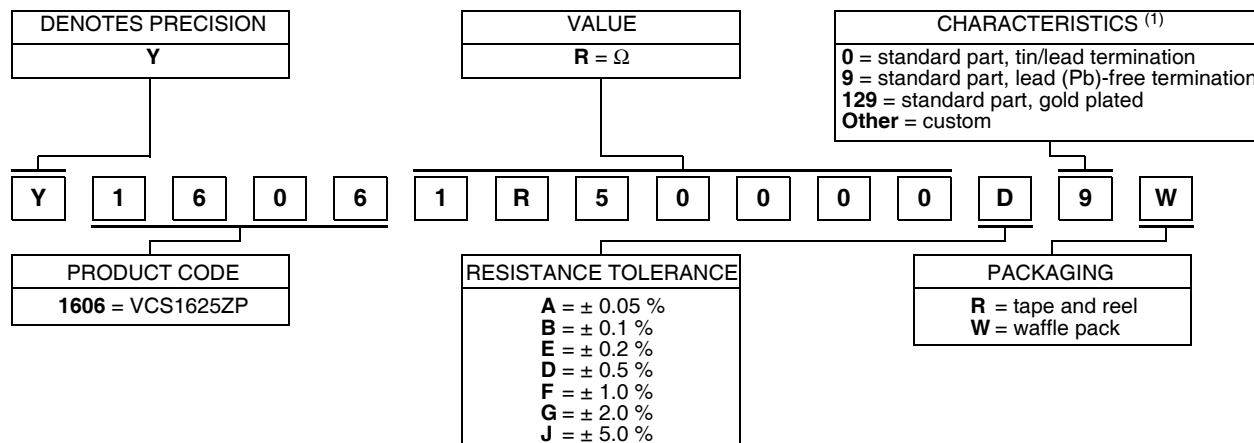 DENOTES PRECISION
Y
VALUE
R = Ω
CHARACTERISTICS (1)
0 = standard part, tin/lead termination
9 = standard part, lead (Pb)-free termination
129 = standard part, gold plated
Other = custom
Y 1 6 0 6 1 R 5 0 0 0 0 D 9 W
PRODUCT CODE
1606 = VCS1625ZP
RESISTANCE TOLERANCE
A = ± 0.05 %
B = ± 0.1 %
E = ± 0.2 %
D = ± 0.5 %
F = ± 1.0 %
G = ± 2.0 %
J = ± 5.0 %
PACKAGING
R = tape and reel
W = waffle pack